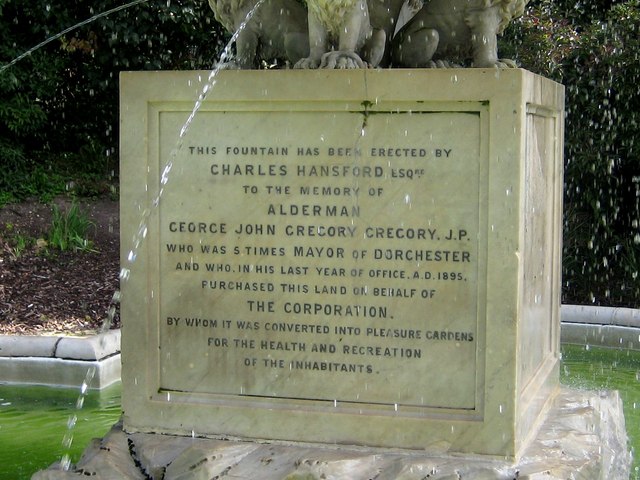 THIS FOUNTAIN HAS BEEN ERECTED BY
CHARLES HANSFORD ESQRE
TO THE MEMORY OF
ALDERMAN
GEORGE JOHN GREGORY GREGORY. J.P.
WHO WAS 5 TIMES MAYOR OF DORCHESTER
AND WHO, IN HIS LAST YEAR OF OFFICE. A.D. 1895.
PURCHASED THIS LAND ON BEHALF OF
THE CORPORATION.
BY WHOM IT WAS CONVERTED INTO PLEASURE GARDENS
FOR THE HEALTH AND RECREATION
OF THE INHABITANTS.